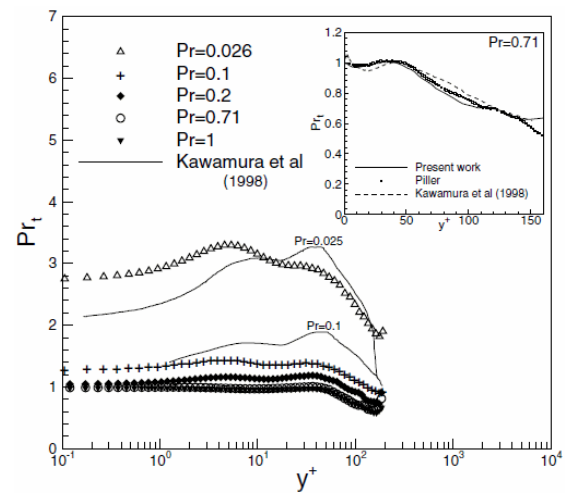 7
6
5
4
3
2
1
0
Pr_t
Pr=0.026
Pr=0.1
Pr=0.2
Pr=0.71
Pr=1
Kawamura et al
(1998)
Pr=0.025
Pr=0.1
10^-1
10^0
10^1
10^2
10^3
10^4
y^+
1.2
1
0.8
0.6
0.4
0.2
0
Pr_t
Pr=0.71
Present work
Piller
Kawamura et al (1998)
0
50
100
150
y^+